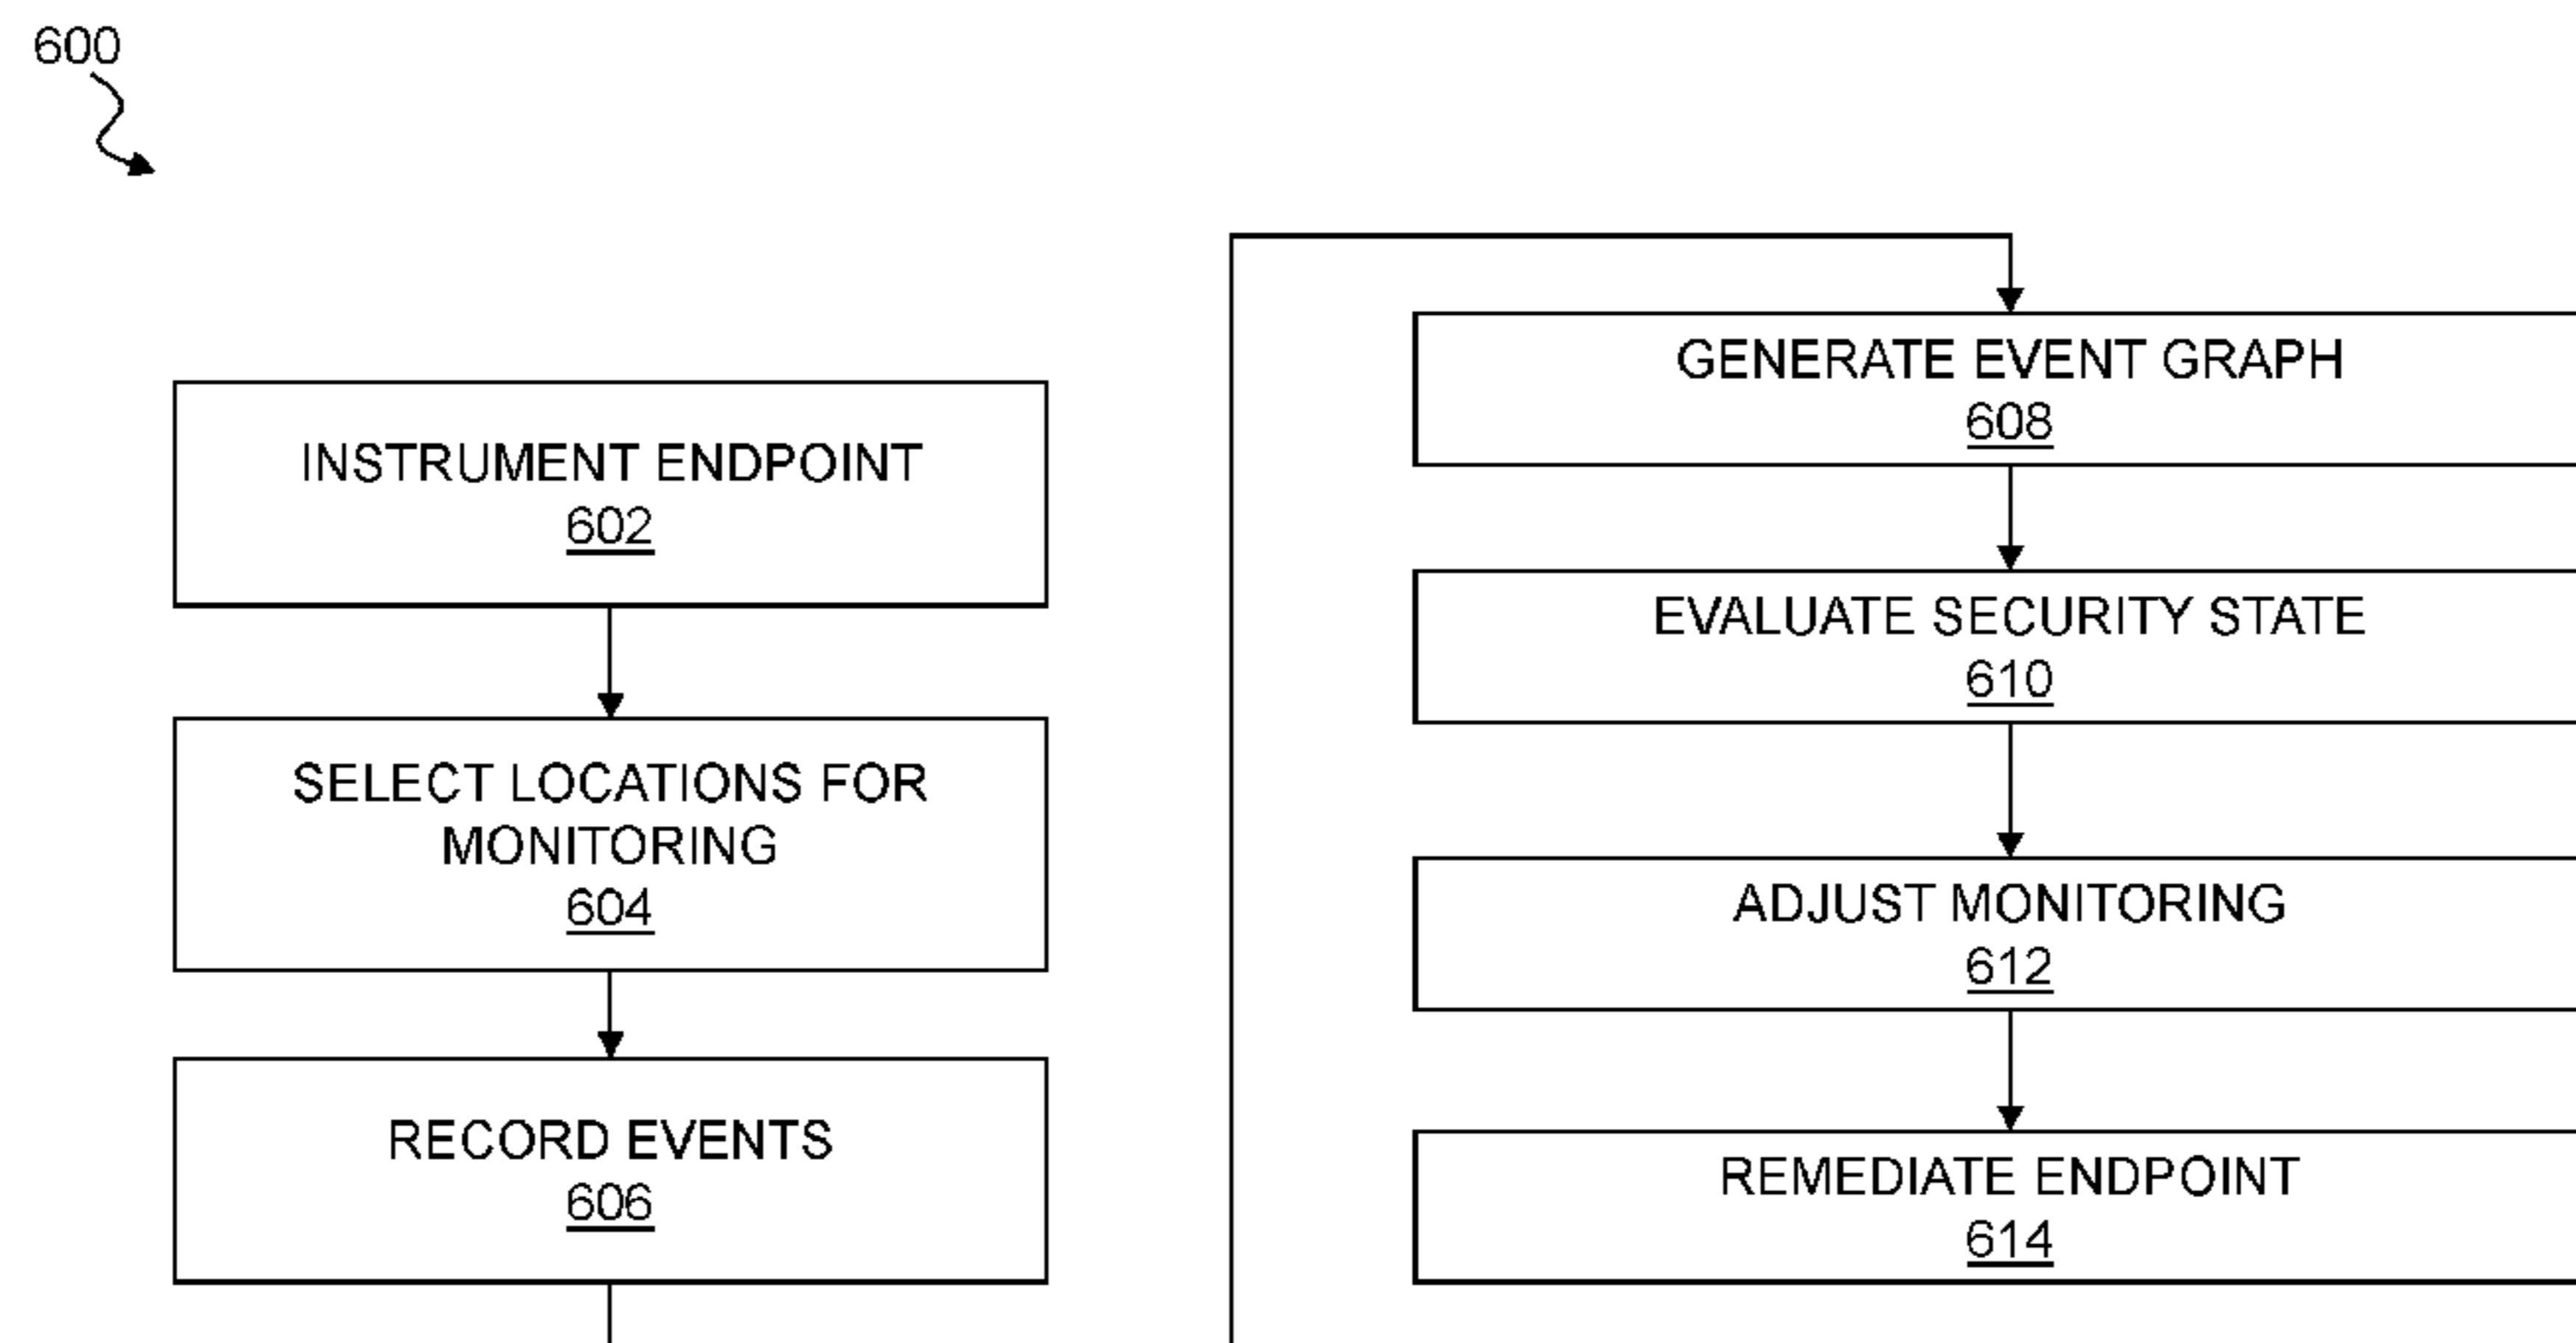 600
INSTRUMENT ENDPOINT
602
SELECT LOCATIONS FOR
MONITORING
604
RECORD EVENTS
606
GENERATE EVENT GRAPH
608
EVALUATE SECURITY STATE
610
ADJUST MONITORING
612
REMEDIATE ENDPOINT
614